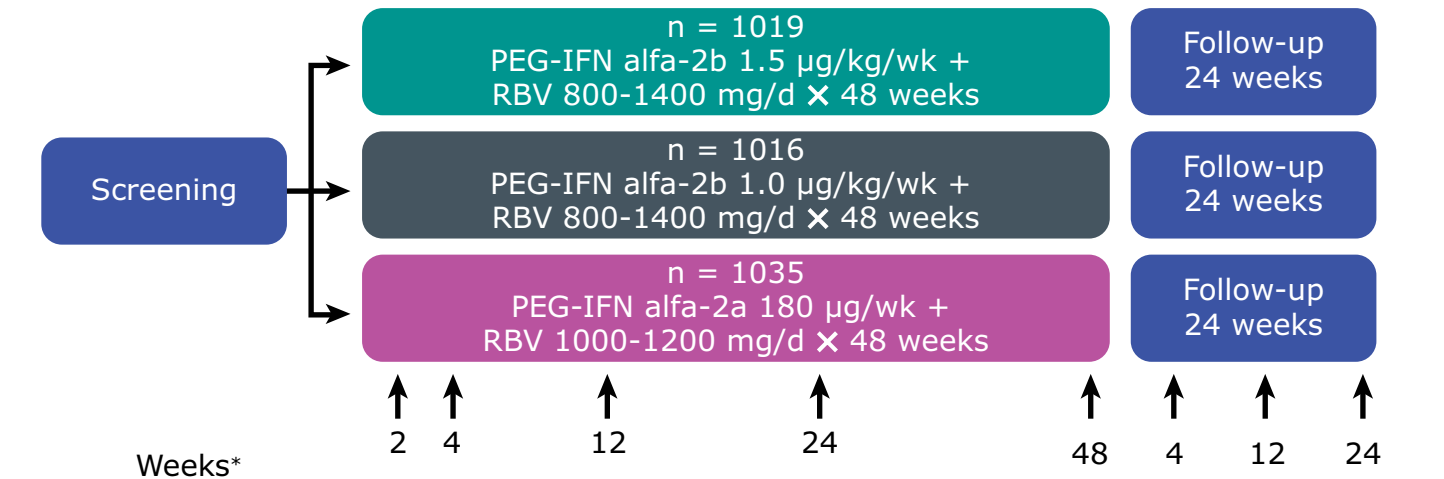 Screening
n = 1019
PEG-IFN alfa-2b 1.5 µg/kg/wk +
RBV 800-1400 mg/d × 48 weeks
Follow-up
24 weeks
n = 1016
PEG-IFN alfa-2b 1.0 µg/kg/wk +
RBV 800-1400 mg/d × 48 weeks
Follow-up
24 weeks
n = 1035
PEG-IFN alfa-2a 180 µg/wk +
RBV 1000-1200 mg/d × 48 weeks
Follow-up
24 weeks
2 4 12 24 48 4 12 24
Weeks*